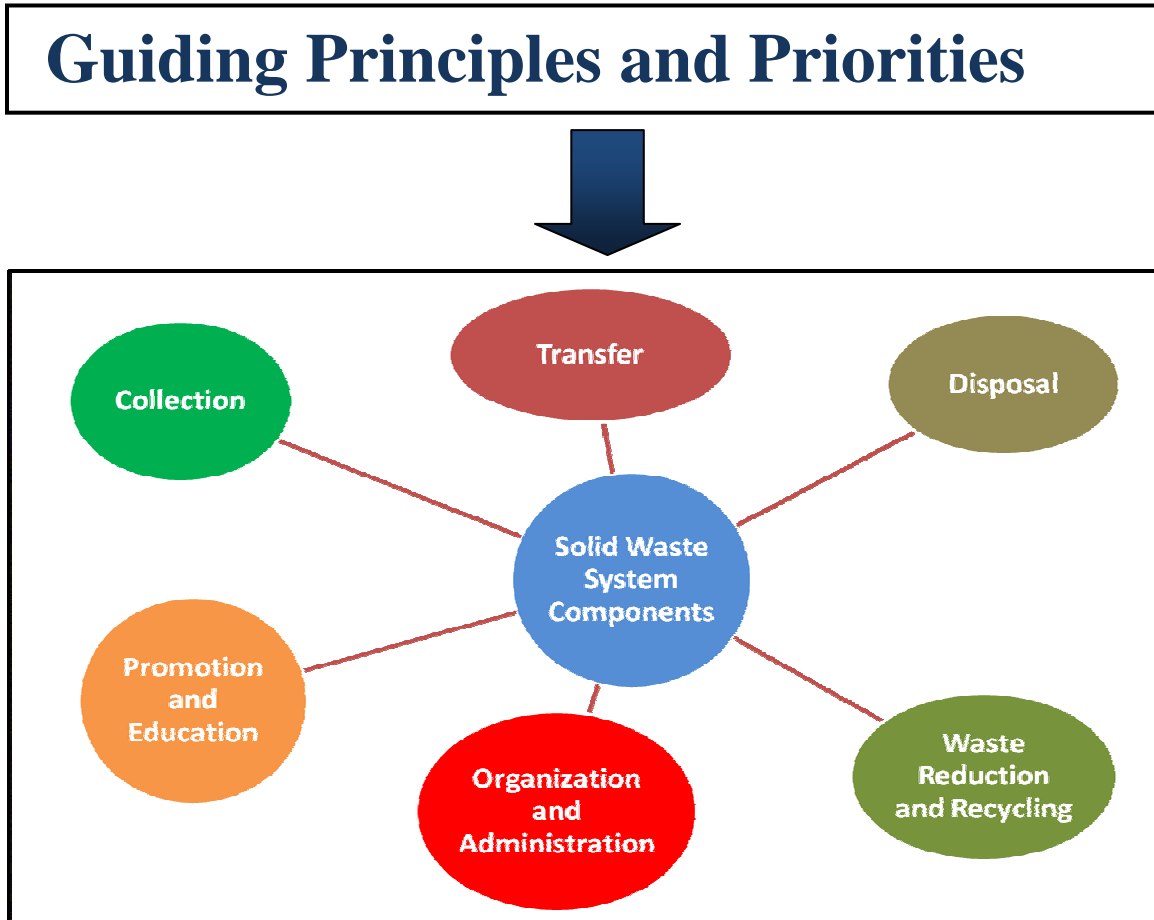 Guiding Principles and Priorities
Transfer
Collection
Disposal
Solid Waste
System
Components
Promotion
and
Education
Organization
and
Administration
Waste
Reduction
and Recycling